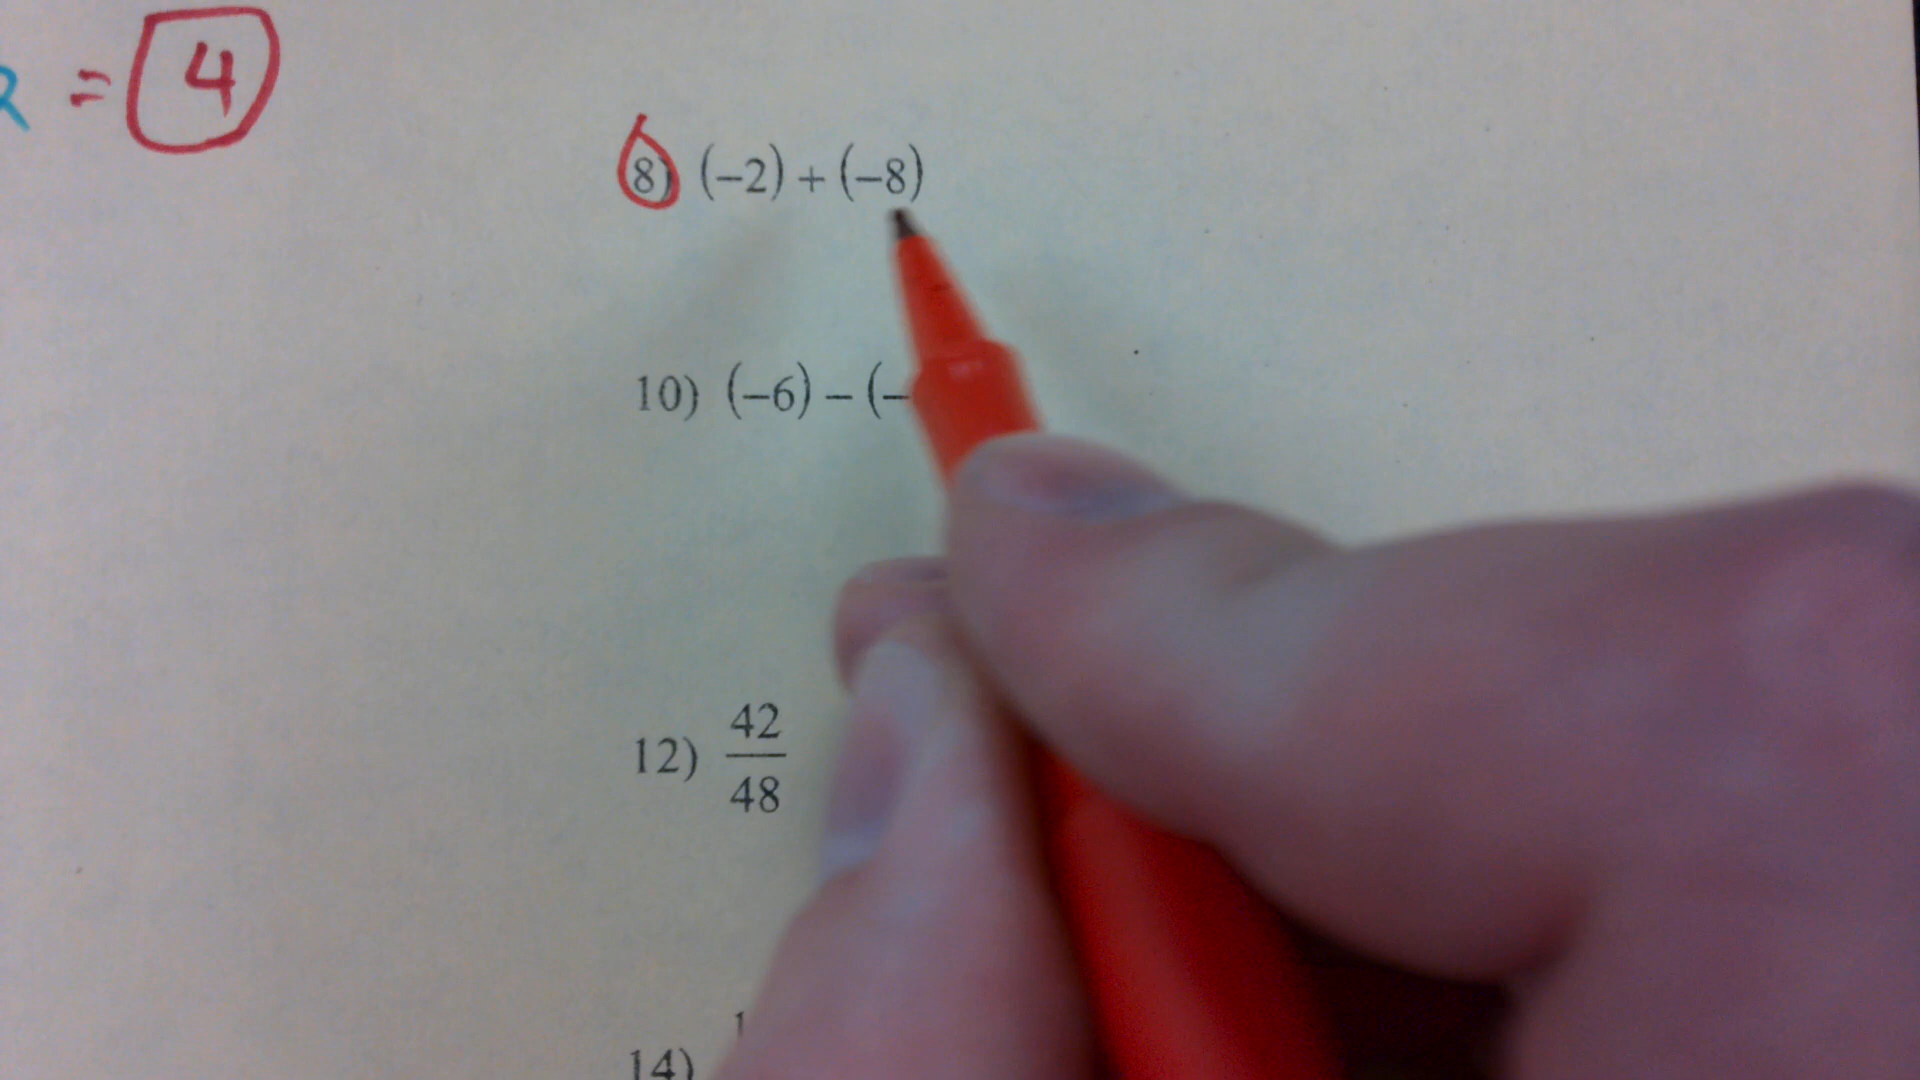 = 4
8) (−2) + (−8)
10) (−6) − (−
12) 42
48
14)